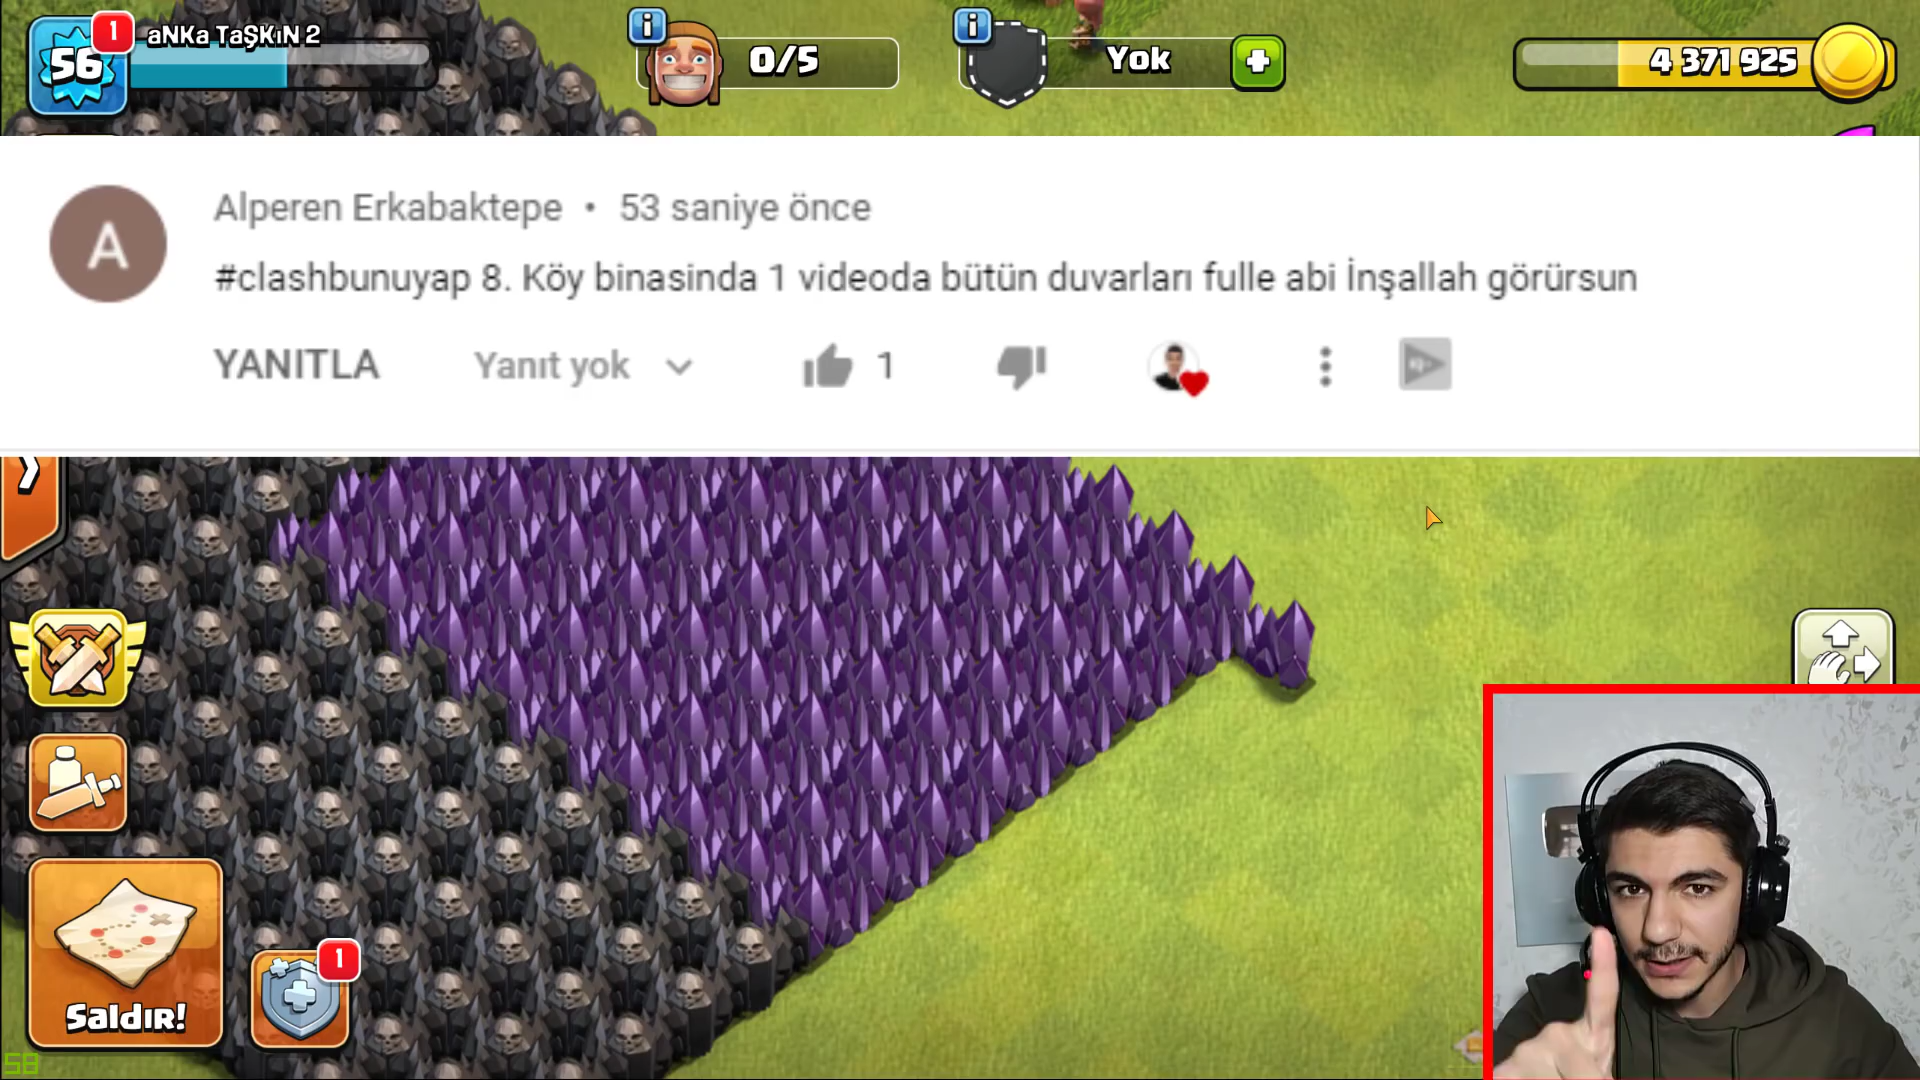 56
1
aNKa TaŞKıN 2
i
0/5
i
Yok
4 371 925
A
Alperen Erkabaktepe • 53 saniye önce
#clashbunuyap 8. Köy binasinda 1 videoda bütün duvarları fulle abi İnşallah görürsun
YANITLA
Yanıt yok
1
Saldır!
1
58